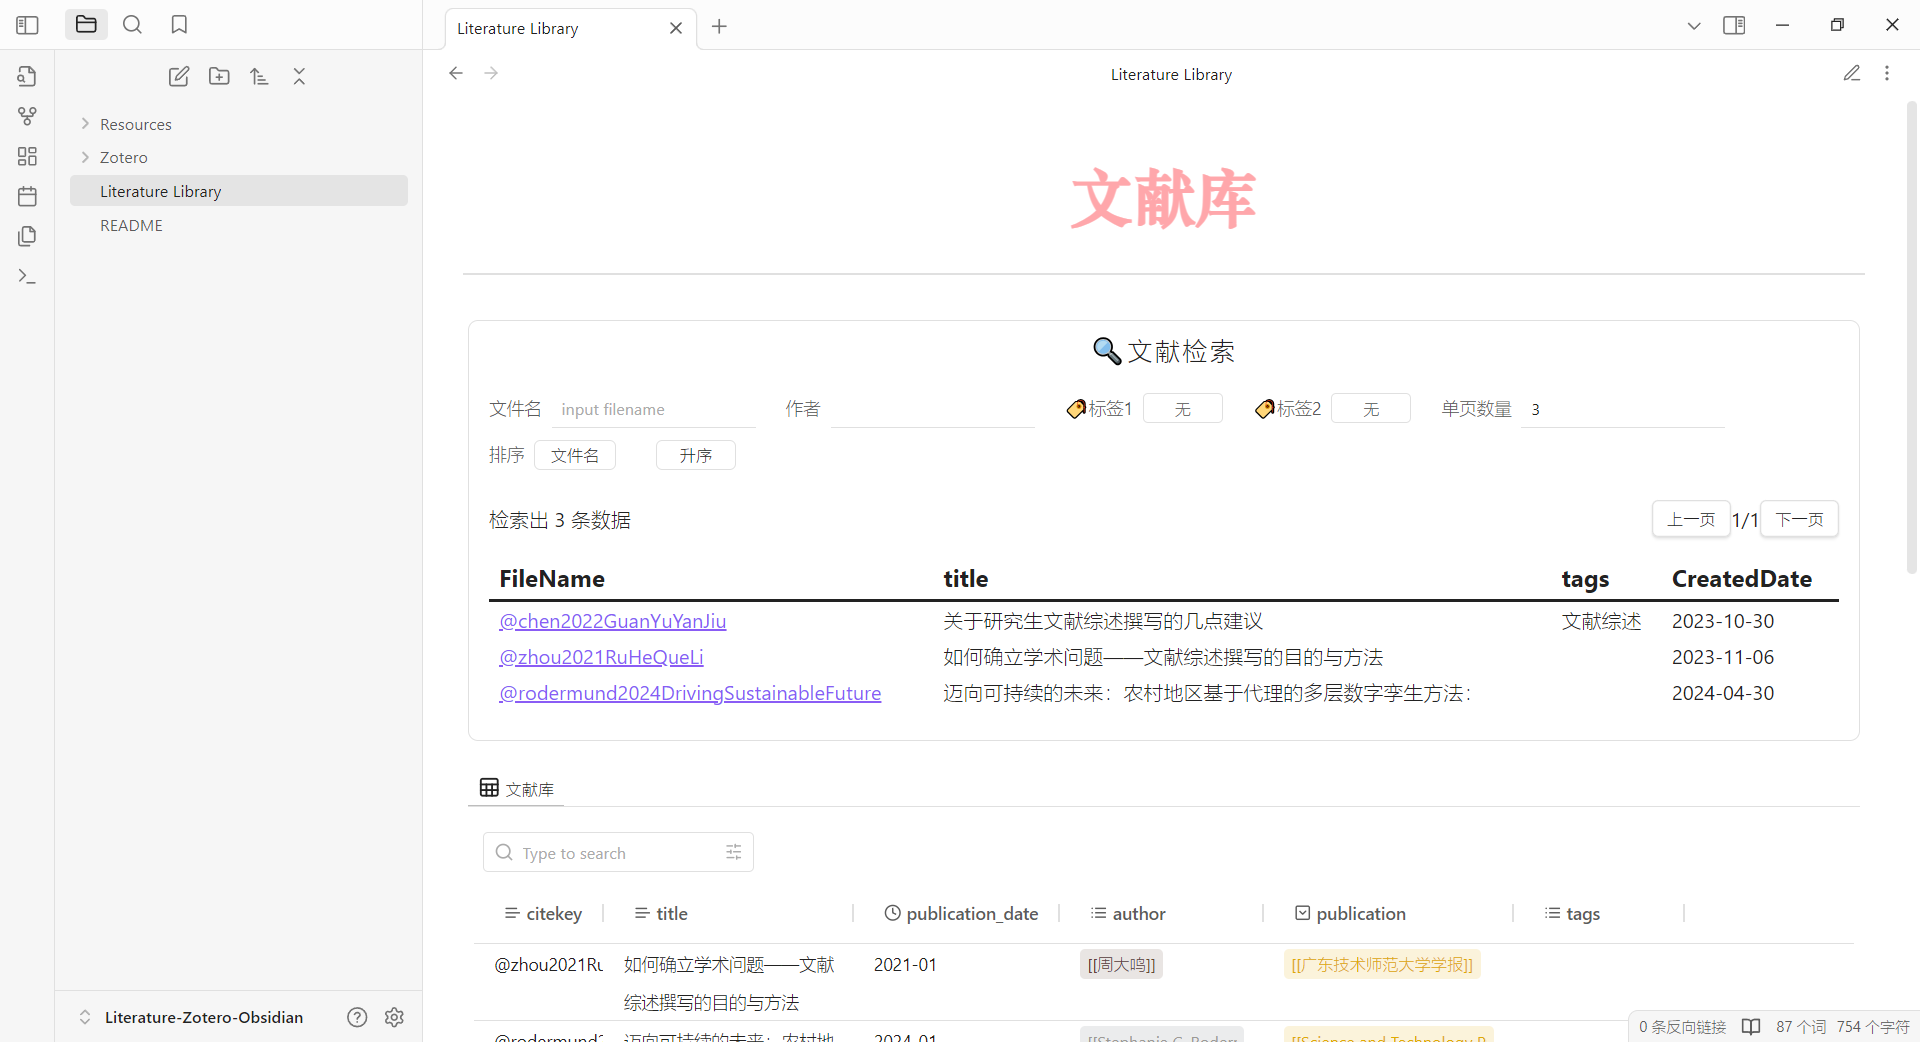 Literature Library
Literature Library
Resources
Zotero
Literature Library
README
文献库
🔍文献检索
文件名 input filename 作者 🏷️标签1 无 🏷️标签2 无 单页数量 3
排序 文件名 升序
检索出 3 条数据 上一页 1/1 下一页
FileName title tags CreatedDate
@chen2022GuanYuYanJiu 关于研究生文献综述撰写的几点建议 文献综述 2023-10-30
@zhou2021RuHeQueLi 如何确立学术问题——文献综述撰写的目的与方法 2023-11-06
@rodermund2024DrivingSustainableFuture 迈向可持续的未来：农村地区基于代理的多层数字孪生方法： 2024-04-30
文献库
Type to search
citekey title publication_date author publication tags
@zhou2021Ru 如何确立学术问题——文献 2021-01 [[周大鸣]] [[广东技术师范大学学报]]
综述撰写的目的与方法
@rodermund2 迈向可持续的未来：农村地 2024-01 [[Stephanie C. Roder [[Science and Technology P
Literature-Zotero-Obsidian
0 条反向链接 87 个词 754 个字符